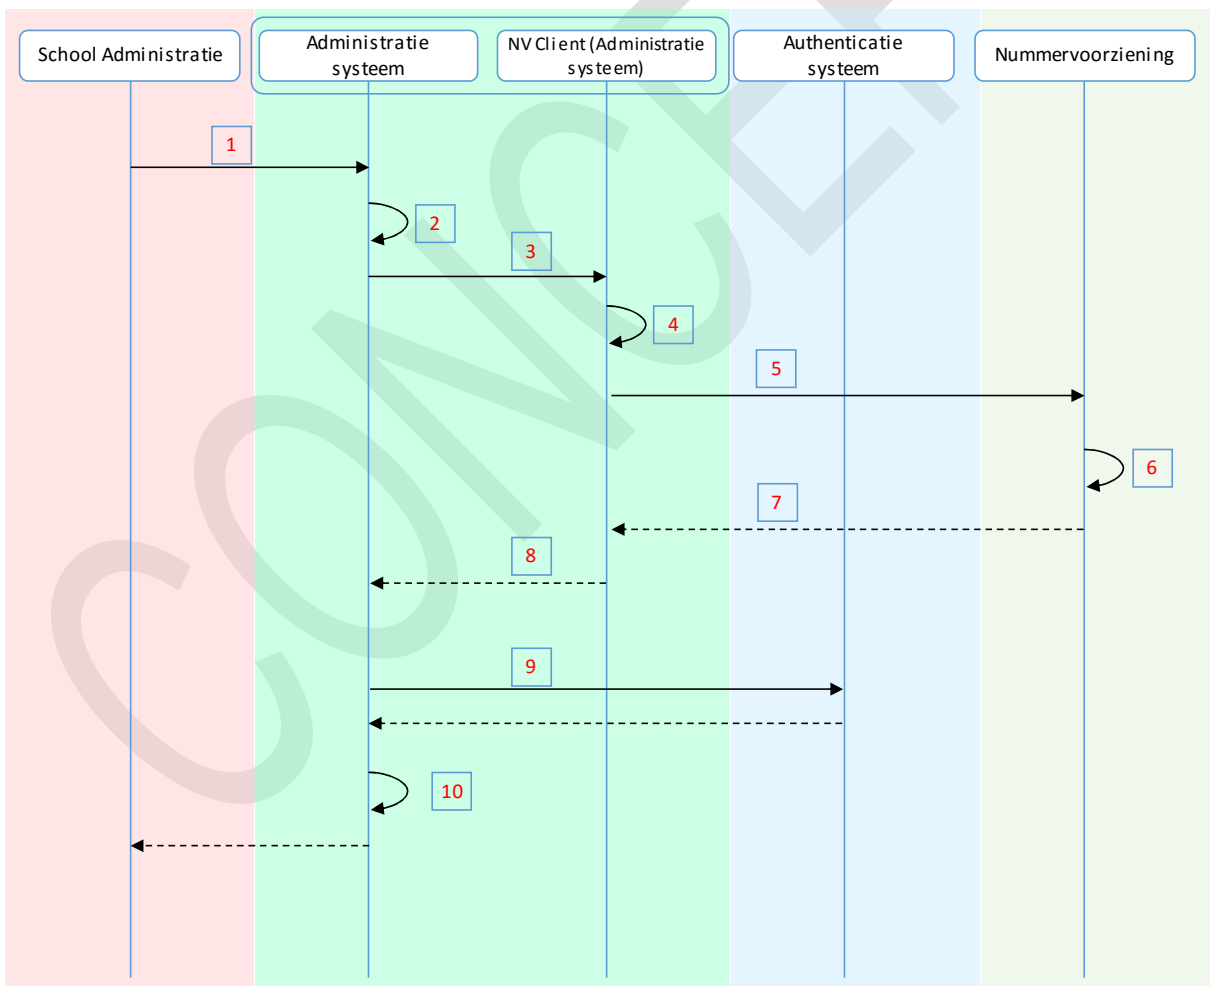 School Administratie
Administratie
systeem
NV Client (Administratie
systeem)
Authenticatie
systeem
Nummervoorziening
1
2
3
4
5
6
7
8
9
10
CONCEPT